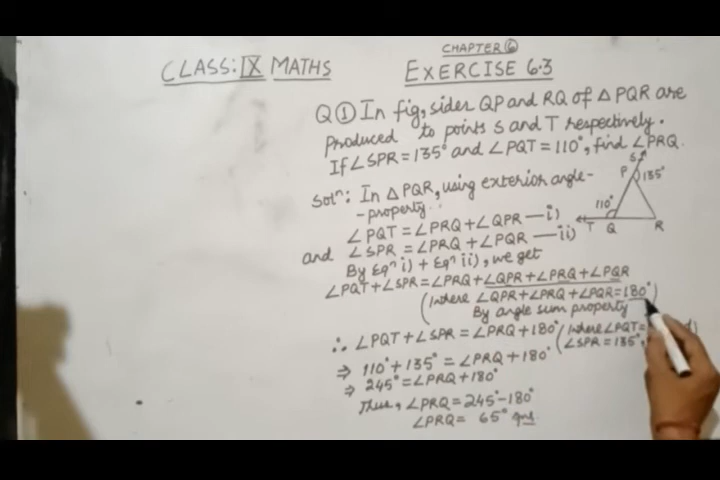 CHAPTER 6
CLASS: IX MATHS EXERCISE 6.3
Q ① In fig, sides QP and RQ of △ PQR are
Produced to points S and T respectively.
If ∠SPR = 135° and ∠PQT = 110°, find ∠PRQ.
Solⁿ: In △ PQR, using exterior angle-
-property.
∠PQT = ∠PRQ + ∠QPR — i)
and ∠SPR = ∠PRQ + ∠PQR — ii)
By Eqⁿ i) + Eqⁿ ii), we get
∠PQT + ∠SPR = ∠PRQ + ∠QPR + ∠PRQ + ∠PQR
(where ∠QPR + ∠PRQ + ∠PQR = 180°)
By angle sum property
∴ ∠PQT + ∠SPR = ∠PRQ + 180° (where ∠PQT =
∠SPR = 135°,
⇒ 110° + 135° = ∠PRQ + 180°
⇒ 245° = ∠PRQ + 180°
Thus, ∠PRQ = 245° - 180°
∠PRQ = 65° ans.
S
P 135°
110°
T Q R